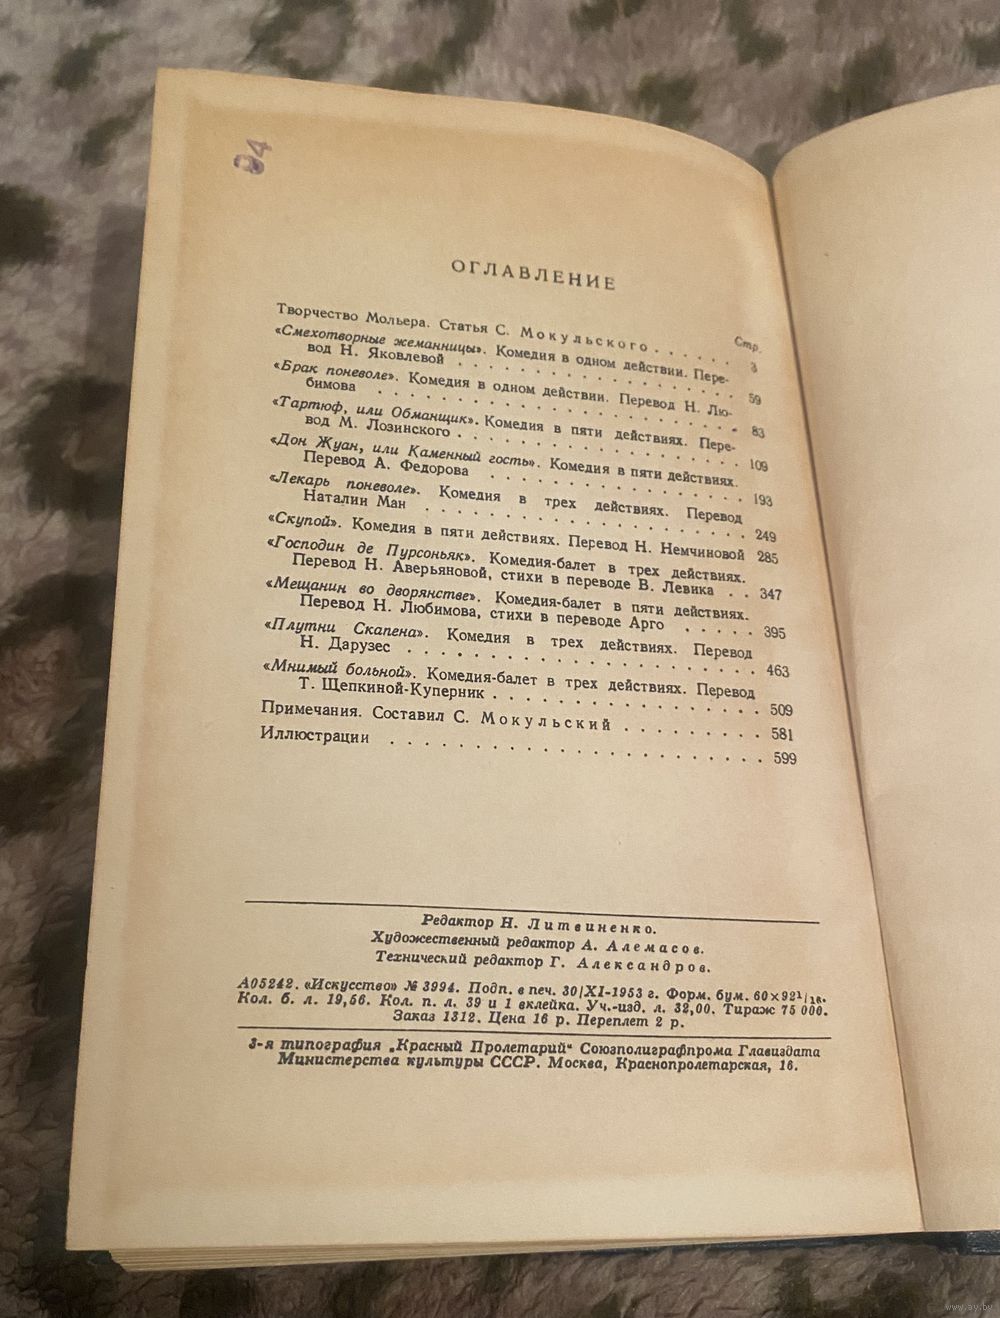 94
ОГЛАВЛЕНИЕ
Стр.
Творчество Мольера. Статья С. Мокульского . . . . . . 3
«Смехотворные жеманницы». Комедия в одном действии. Пере-
вод Н. Яковлевой . . . . . . . . . . . . . . . . 59
«Брак поневоле». Комедия в одном действии. Перевод Н. Лю-
бимова . . . . . . . . . . . . . . . . . . . . . 83
«Тартюф, или Обманщик». Комедия в пяти действиях. Пере-
вод М. Лозинского . . . . . . . . . . . . . . . . 109
«Дон Жуан, или Каменный гость». Комедия в пяти действиях.
Перевод А. Федорова . . . . . . . . . . . . . . . 193
«Лекарь поневоле». Комедия в трех действиях. Перевод
Наталии Ман . . . . . . . . . . . . . . . . . . . 249
«Скупой». Комедия в пяти действиях. Перевод Н. Немчиновой 285
«Господин де Пурсоньяк». Комедия-балет в трех действиях.
Перевод Н. Аверьяновой, стихи в переводе В. Левика . . 347
«Мещанин во дворянстве». Комедия-балет в пяти действиях.
Перевод Н. Любимова, стихи в переводе Арго . . . . . 395
«Плутни Скапена». Комедия в трех действиях. Перевод
Н. Дарузес . . . . . . . . . . . . . . . . . . . . 463
«Мнимый больной». Комедия-балет в трех действиях. Перевод
Т. Щепкиной-Куперник . . . . . . . . . . . . . . . 509
Примечания. Составил С. Мокульский . . . . . . . . . 581
Иллюстрации . . . . . . . . . . . . . . . . . . . . 599
Редактор Н. Литвиненко.
Художественный редактор А. Алемасов.
Технический редактор Г. Александров.
А05242. «Искусство» № 3994. Подп. в печ. 30/XI-1953 г. Форм. бум. 60×92¹/₁₆.
Кол. б. л. 19,56. Кол. п. л. 39 и 1 вклейка. Уч.-изд. л. 32,00. Тираж 75 000.
Заказ 1312. Цена 16 р. Переплет 2 р.
3-я типография „Красный Пролетарий“ Союзполиграфпрома Главиздата
Министерства культуры СССР. Москва, Краснопролетарская, 16.
www.ay.by